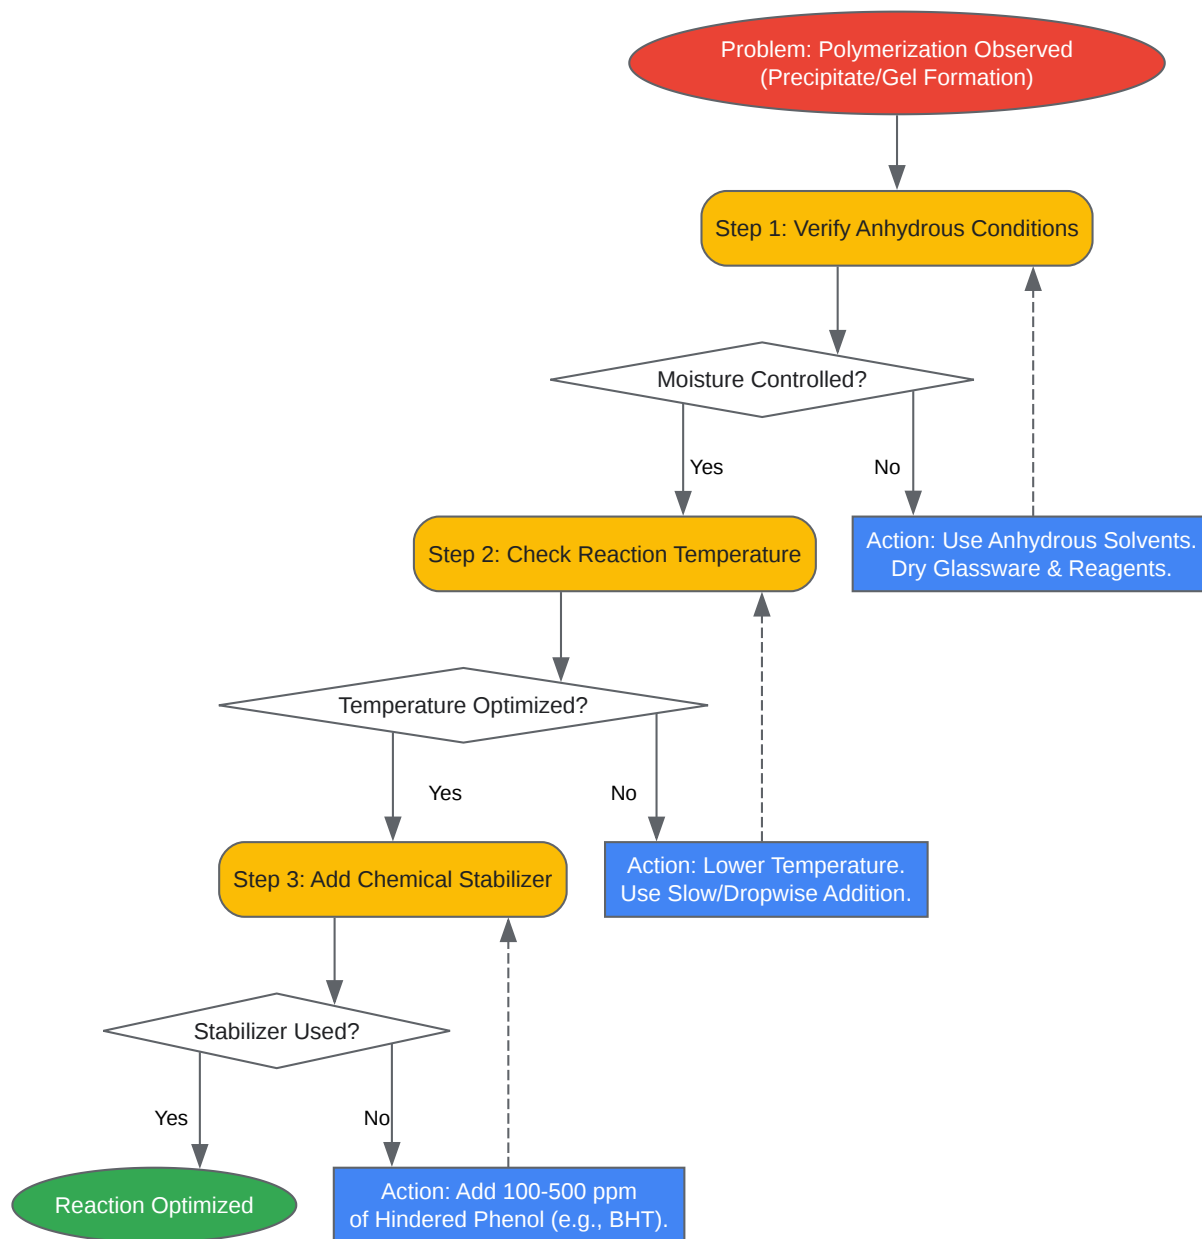 Problem: Polymerization Observed
(Precipitate/Gel Formation)
Step 1: Verify Anhydrous Conditions
Moisture Controlled?
Yes
No
Step 2: Check Reaction Temperature
Action: Use Anhydrous Solvents.
Dry Glassware & Reagents.
Temperature Optimized?
Yes
No
Step 3: Add Chemical Stabilizer
Action: Lower Temperature.
Use Slow/Dropwise Addition.
Stabilizer Used?
Yes
No
Reaction Optimized
Action: Add 100-500 ppm
of Hindered Phenol (e.g., BHT).